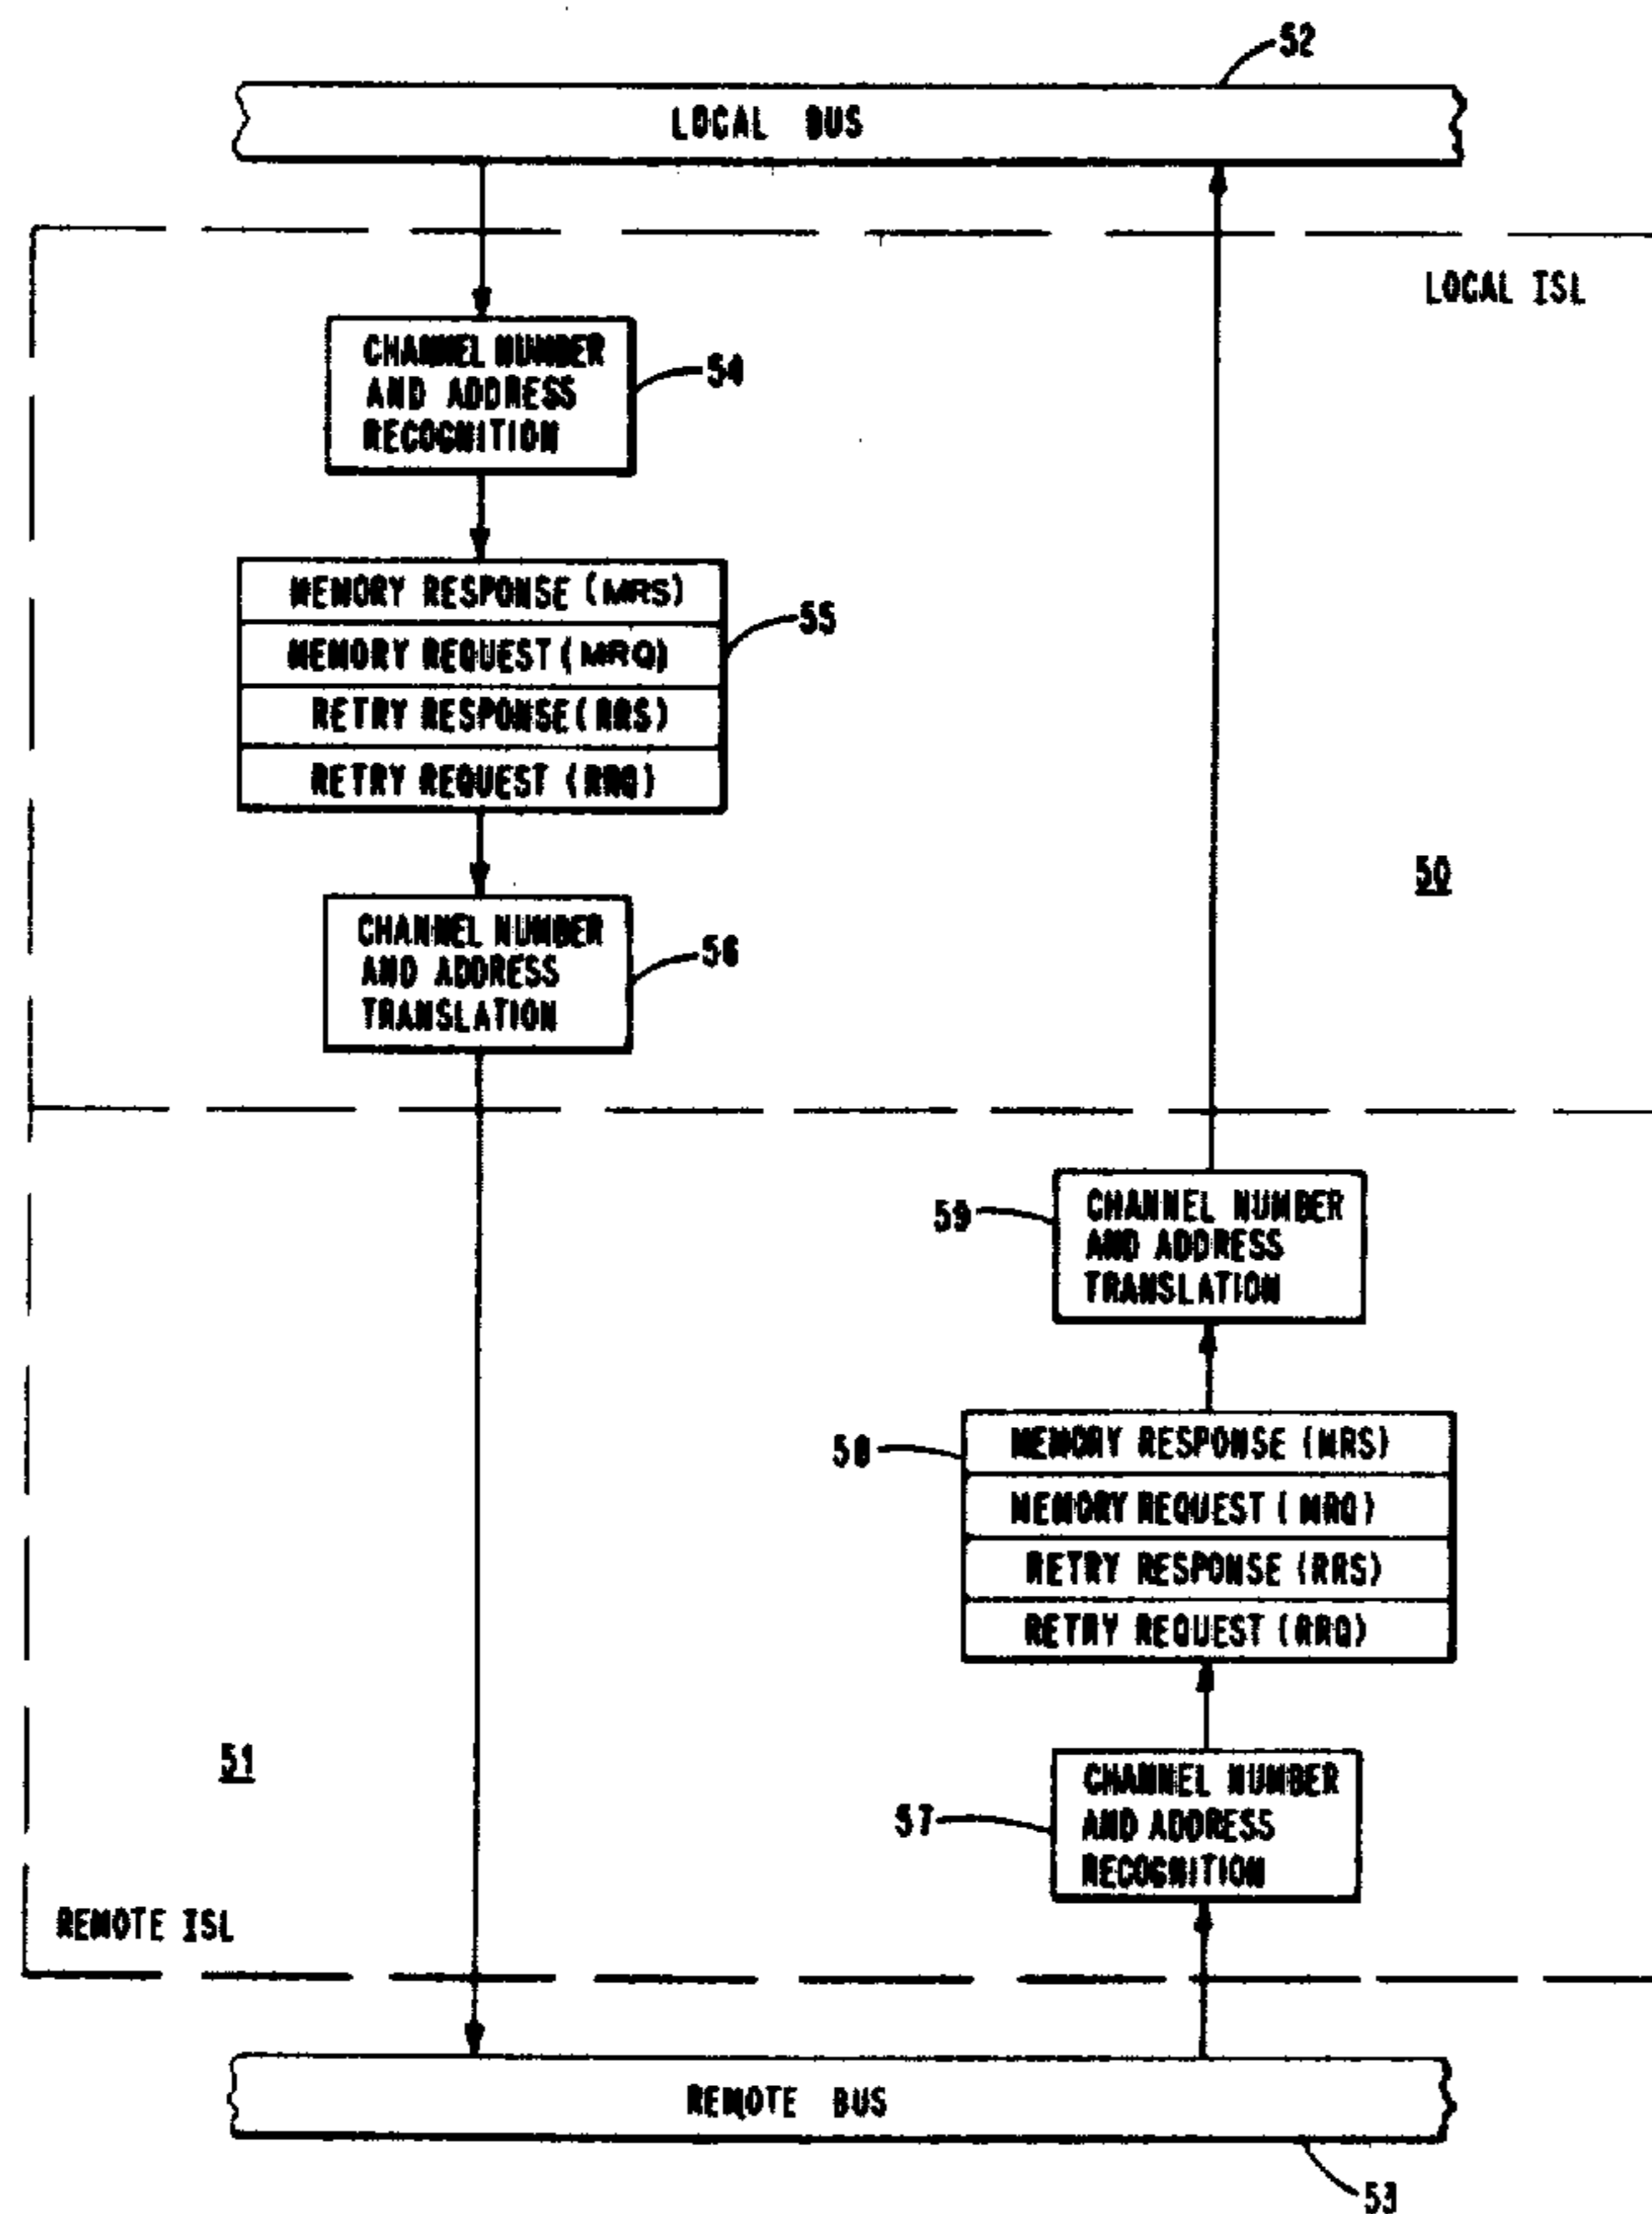 52
LOCAL BUS
LOCAL ISL
CHANNEL NUMBER
AND ADDRESS
RECOGNITION
54
MEMORY RESPONSE (MRS)
MEMORY REQUEST (MRQ)
RETRY RESPONSE (RRS)
RETRY REQUEST (RRQ)
55
50
CHANNEL NUMBER
AND ADDRESS
TRANSLATION
56
59
CHANNEL NUMBER
AND ADDRESS
TRANSLATION
58
MEMORY RESPONSE (MRS)
MEMORY REQUEST (MRQ)
RETRY RESPONSE (RRS)
RETRY REQUEST (RRQ)
51
57
CHANNEL NUMBER
AND ADDRESS
RECOGNITION
REMOTE ISL
REMOTE BUS
53